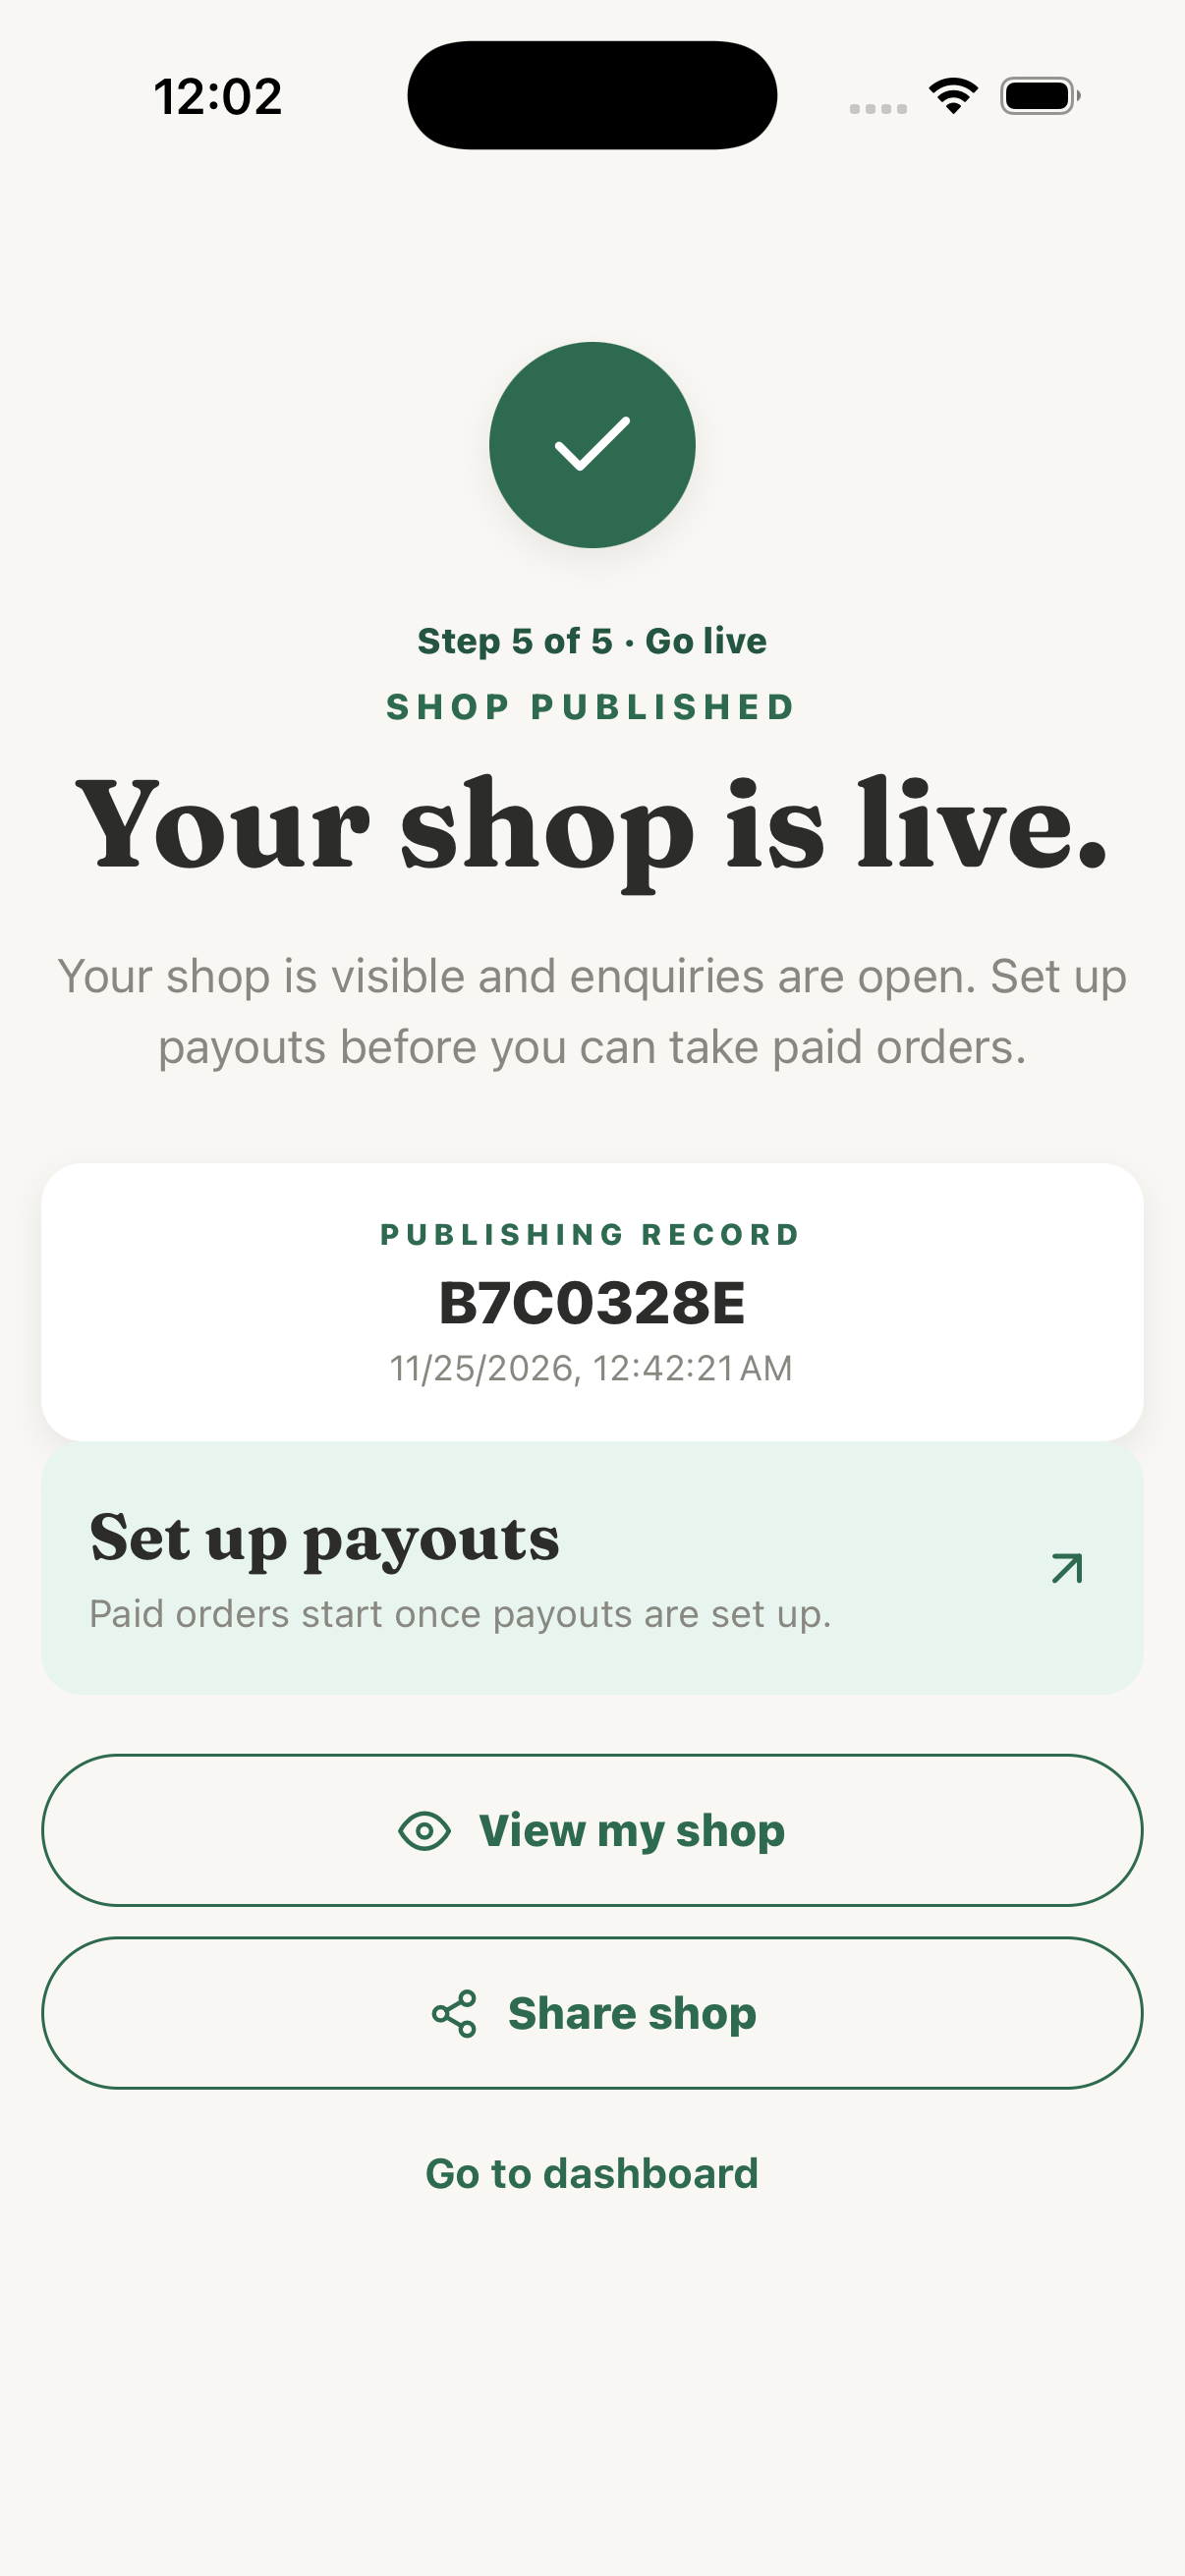 12:02
Step 5 of 5 · Go live
SHOP PUBLISHED
Your shop is live.
Your shop is visible and enquiries are open. Set up
payouts before you can take paid orders.
PUBLISHING RECORD
B7C0328E
11/25/2026, 12:42:21 AM
Set up payouts
Paid orders start once payouts are set up.
View my shop
Share shop
Go to dashboard